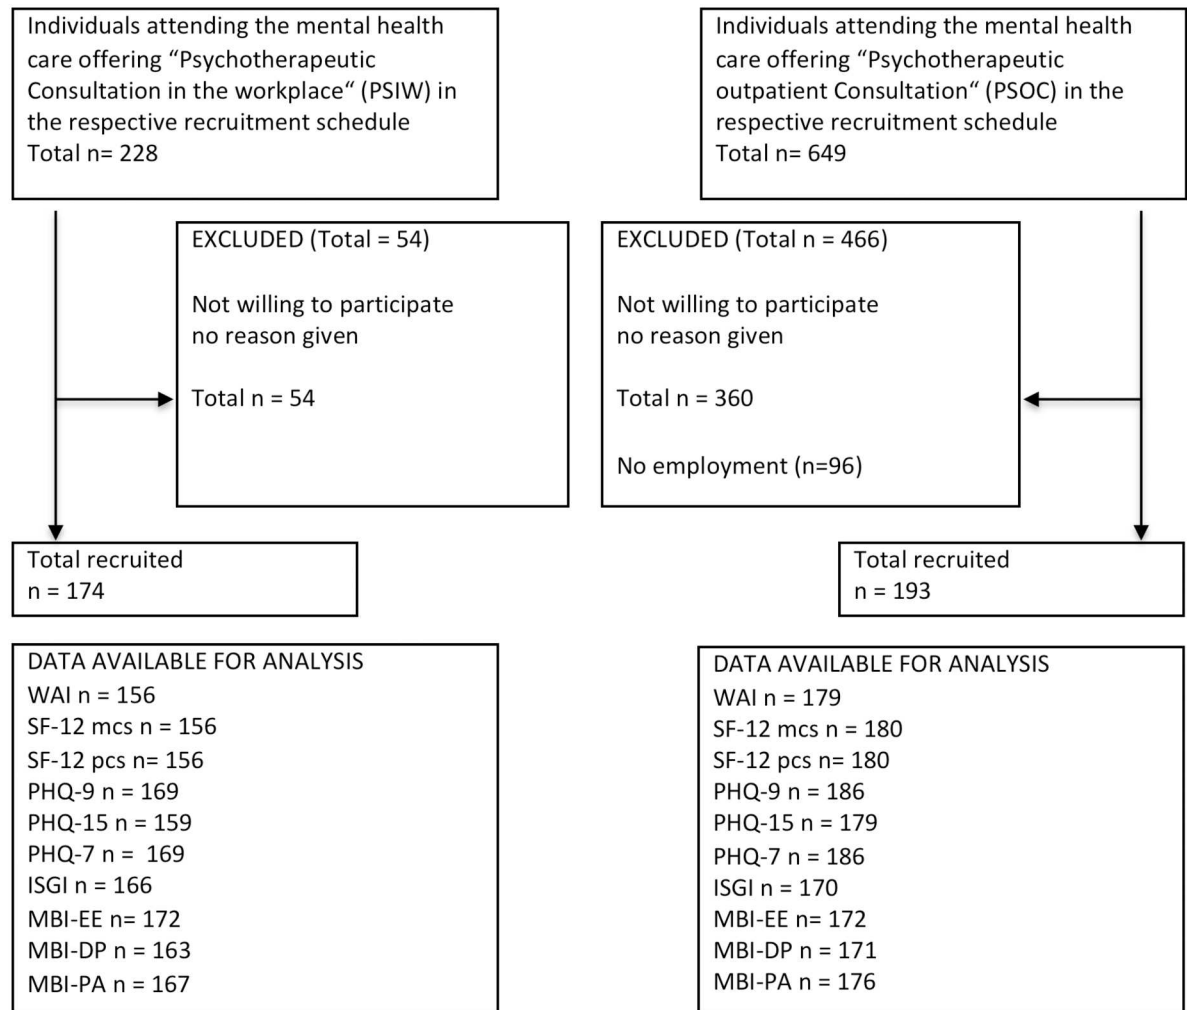 Individuals attending the mental health
care offering “Psychotherapeutic
Consultation in the workplace“ (PSIW) in
the respective recruitment schedule
Total n= 228
Individuals attending the mental health
care offering “Psychotherapeutic
outpatient Consultation“ (PSOC) in the
respective recruitment schedule
Total n= 649
EXCLUDED (Total = 54)
Not willing to participate
no reason given
Total n = 54
EXCLUDED (Total n = 466)
Not willing to participate
no reason given
Total n = 360
No employment (n=96)
Total recruited
n = 174
Total recruited
n = 193
DATA AVAILABLE FOR ANALYSIS
WAI n = 156
SF-12 mcs n = 156
SF-12 pcs n= 156
PHQ-9 n = 169
PHQ-15 n = 159
PHQ-7 n =  169
ISGI n = 166
MBI-EE n= 172
MBI-DP n = 163
MBI-PA n = 167
DATA AVAILABLE FOR ANALYSIS
WAI n = 179
SF-12 mcs n = 180
SF-12 pcs n= 180
PHQ-9 n = 186
PHQ-15 n = 179
PHQ-7 n = 186
ISGI n = 170
MBI-EE n= 172
MBI-DP n = 171
MBI-PA n = 176